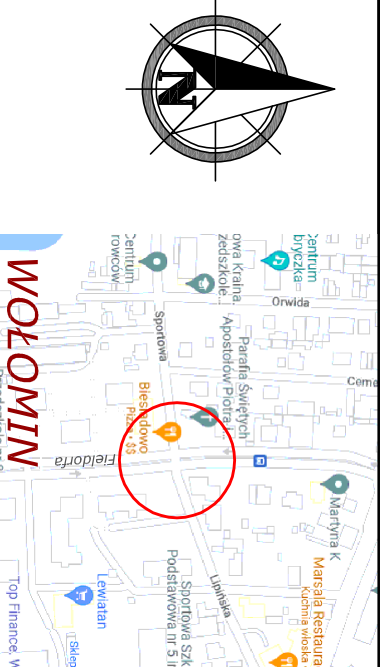 N
Centrum
bryczka
owa Kraina
zedszkole...
Centrum
rowców
Orwida
Sportowa
Parafia Świętych
Apostołów Piotra i...
Biesiadowo
Pizza • $$
Fieldorfa
WOŁOMIN
Martyna K
Lipińska
Marsala Restaura
Kuchnia włoska •
Sportowa Szk
Podstawowa nr 5 i
Lewiatan
Sklep
Top Finance. W